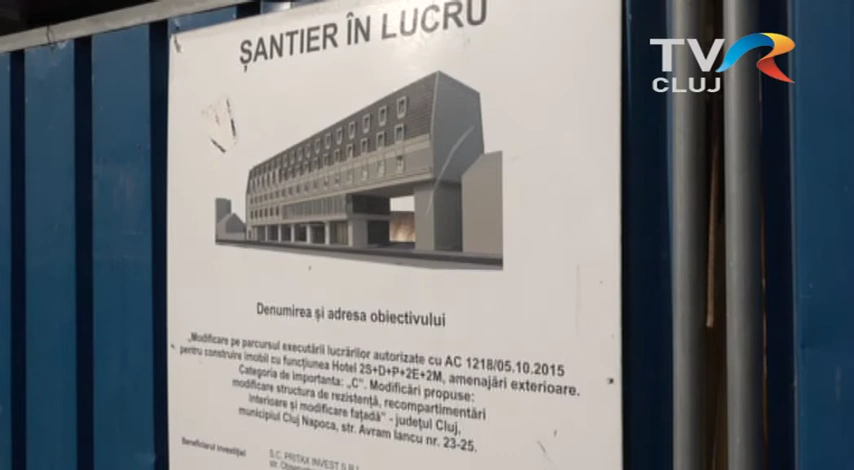 ȘANTIER ÎN LUCRU
TVR
CLUJ
Denumirea și adresa obiectivului
„Modificare pe parcursul executării lucrărilor autorizate cu AC 1218/05.10.2015
pentru construire imobil cu funcțiunea Hotel 2S+D+P+2E+2M, amenajări exterioare.
Categoria de importanta: „C". Modificări propuse:
modificare structura de rezistență, recompartimentări
interioare și modificare fațadă" - județul Cluj,
municipiul Cluj Napoca, str. Avram Iancu nr. 23-25.
Beneficiarul investiției
S.C. PRITAX INVEST S.R.L.
str.